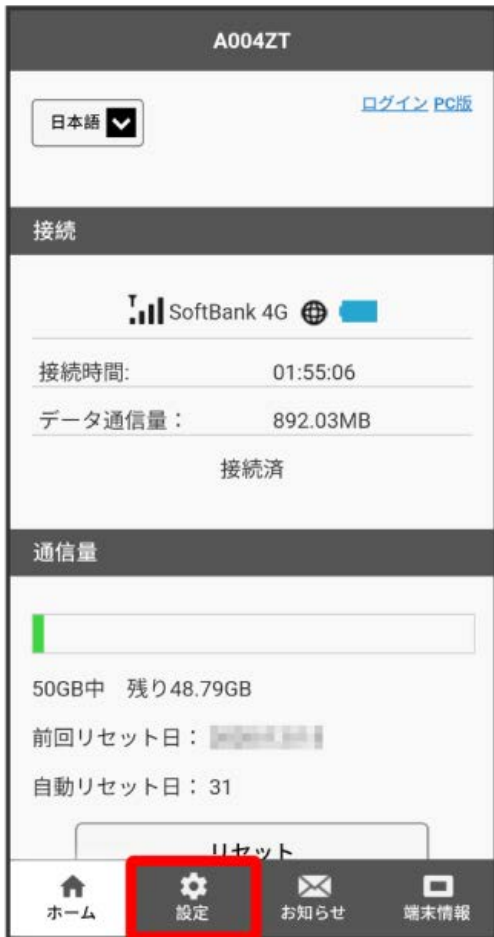 A004ZT
日本語
ログイン PC版
接続
SoftBank 4G
接続時間: 01:55:06
データ通信量： 892.03MB
接続済
通信量
50GB中 残り48.79GB
前回リセット日：
自動リセット日： 31
リセット
ホーム 設定 お知らせ 端末情報